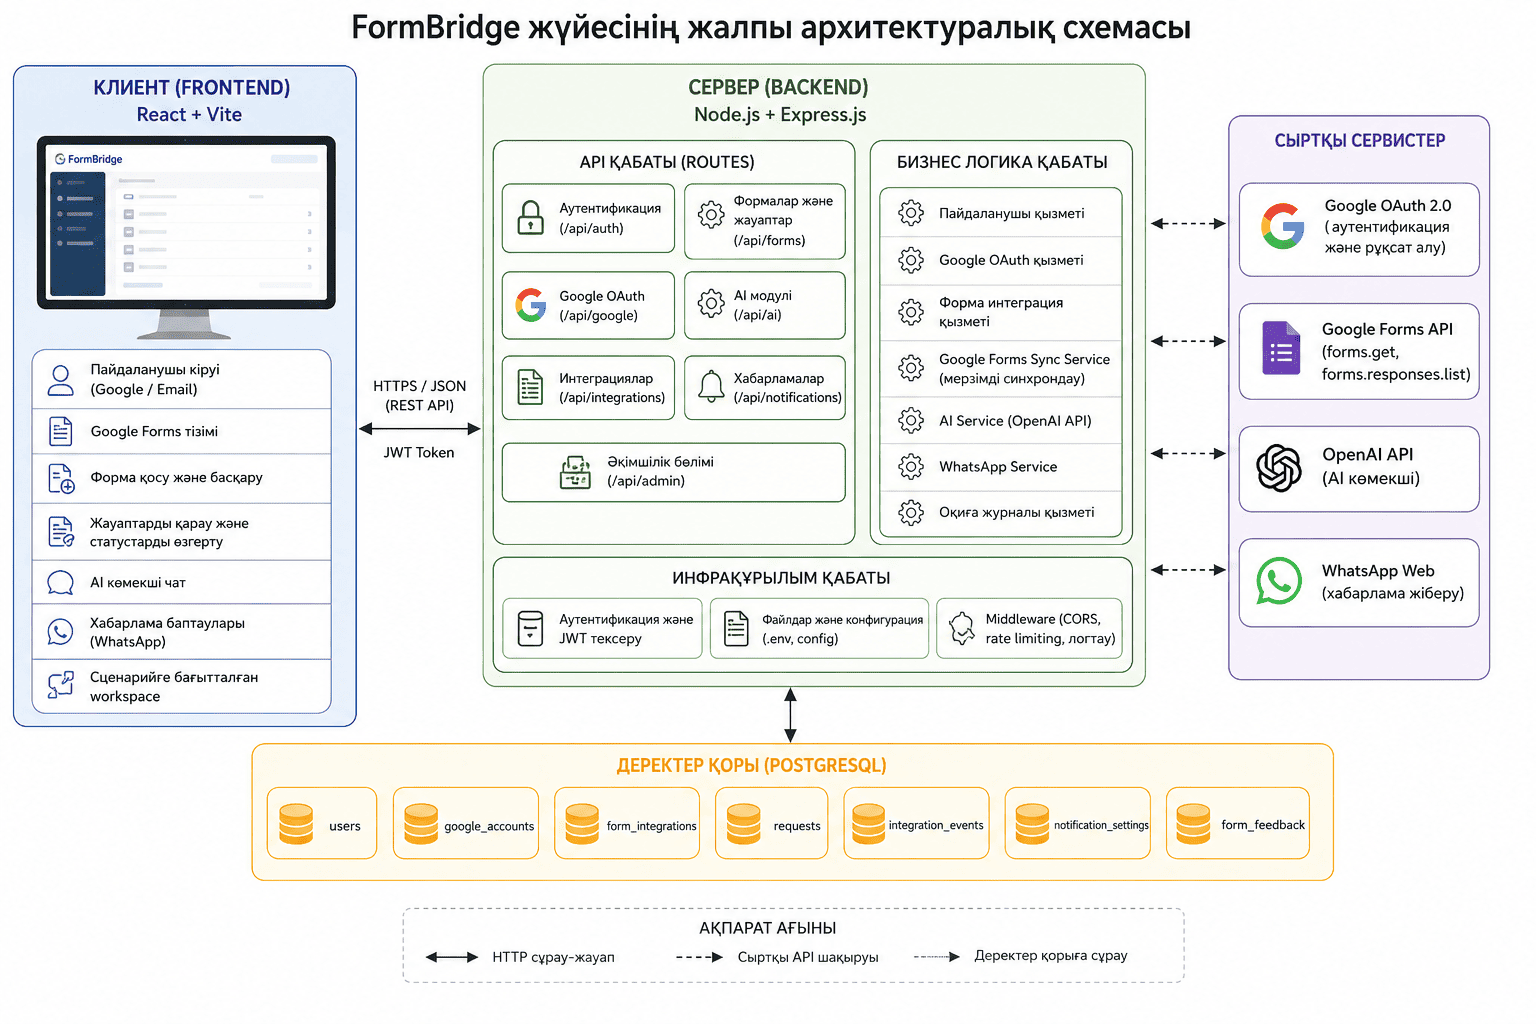 FormBridge жүйесінің жалпы архитектуралық схемасы
КЛИЕНТ (FRONTEND)
React + Vite
FormBridge
Пайдаланушы кіруі
(Google / Email)
Google Forms тізімі
Форма қосу және басқару
Жауаптарды қарау және
статустарды өзгерту
AI көмекші чат
Хабарлама баптаулары
(WhatsApp)
Сценарийге бағытталған
workspace
HTTPS / JSON
(REST API)
JWT Token
СЕРВЕР (BACKEND)
Node.js + Express.js
API ҚАБАТЫ (ROUTES)
Аутентификация
(/api/auth)
Формалар және
жауаптар
(/api/forms)
Google OAuth
(/api/google)
AI модулі
(/api/ai)
Интеграциялар
(/api/integrations)
Хабарламалар
(/api/notifications)
Әкімшілік бөлімі
(/api/admin)
БИЗНЕС ЛОГИКА ҚАБАТЫ
Пайдаланушы қызметі
Google OAuth қызметі
Форма интеграция
қызметі
Google Forms Sync Service
(мерзімді синхрондау)
AI Service (OpenAI API)
WhatsApp Service
Оқиға журналы қызметі
ИНФРАҚҰРЫЛЫМ ҚАБАТЫ
Аутентификация және
JWT тексеру
Файлдар және конфигурация
(.env, config)
Middleware (CORS,
rate limiting, логтау)
СЫРТҚЫ СЕРВИСТЕР
Google OAuth 2.0
(аутентификация
және рұқсат алу)
Google Forms API
(forms.get,
forms.responses.list)
OpenAI API
(AI көмекші)
WhatsApp Web
(хабарлама жіберу)
ДЕРЕКТЕР ҚОРЫ (POSTGRESQL)
users
google_accounts
form_integrations
requests
integration_events
notification_settings
form_feedback
АҚПАРАТ АҒЫНЫ
HTTP сұрау-жауап
Сыртқы API шақыруы
Деректер қорыға сұрау